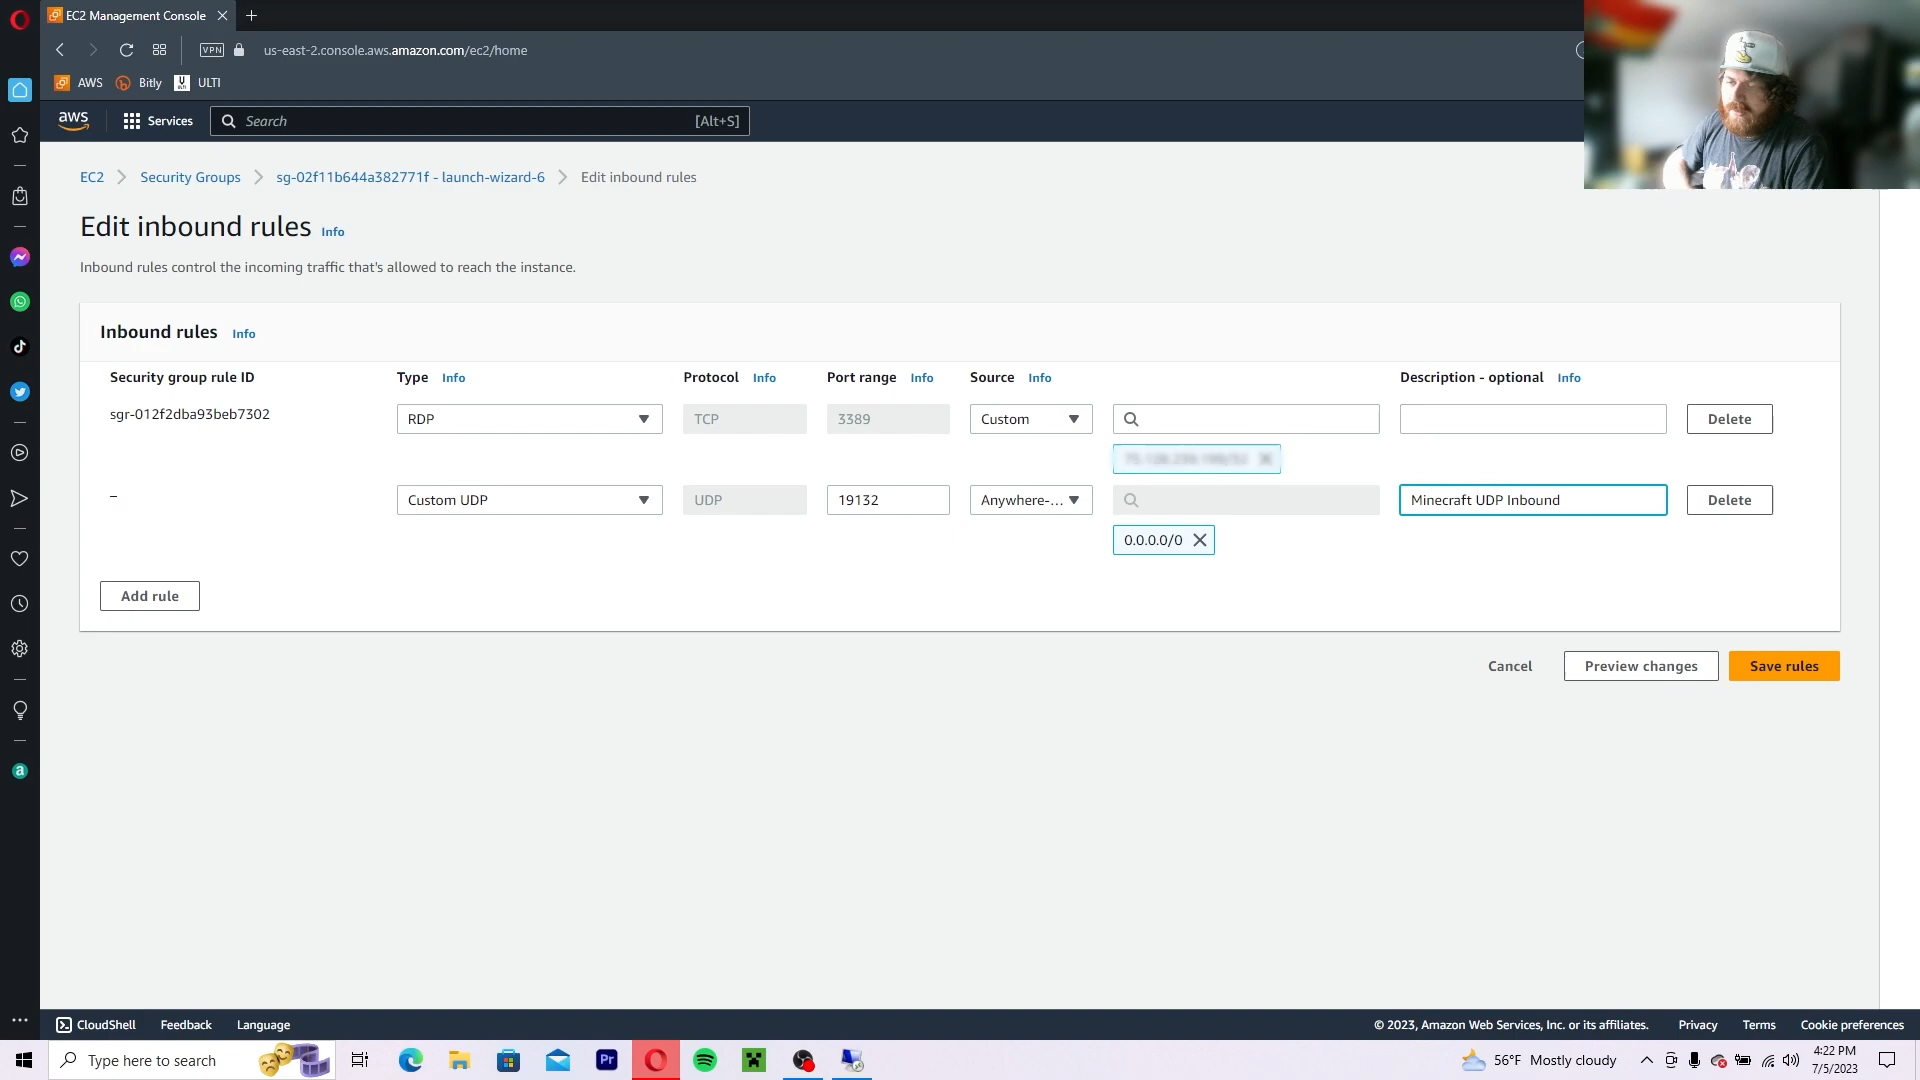 EC2 Management Console
VPN
us-east-2.console.aws.amazon.com/ec2/home
AWS
Bitly
ULTI
aws
Services
Search
[Alt+S]
EC2
Security Groups
sg-02f11b644a382771f - launch-wizard-6
Edit inbound rules
Edit inbound rules Info
Inbound rules control the incoming traffic that's allowed to reach the instance.
Inbound rules Info
Security group rule ID
Type Info
Protocol Info
Port range Info
Source Info
Description - optional Info
sgr-012f2dba93beb7302
RDP
TCP
3389
Custom
Delete
–
Custom UDP
UDP
19132
Anywhere-...
Minecraft UDP Inbound
Delete
0.0.0.0/0
Add rule
Cancel
Preview changes
Save rules
CloudShell
Feedback
Language
© 2023, Amazon Web Services, Inc. or its affiliates.
Privacy
Terms
Cookie preferences
Type here to search
Pr
56°F Mostly cloudy
4:22 PM
7/5/2023